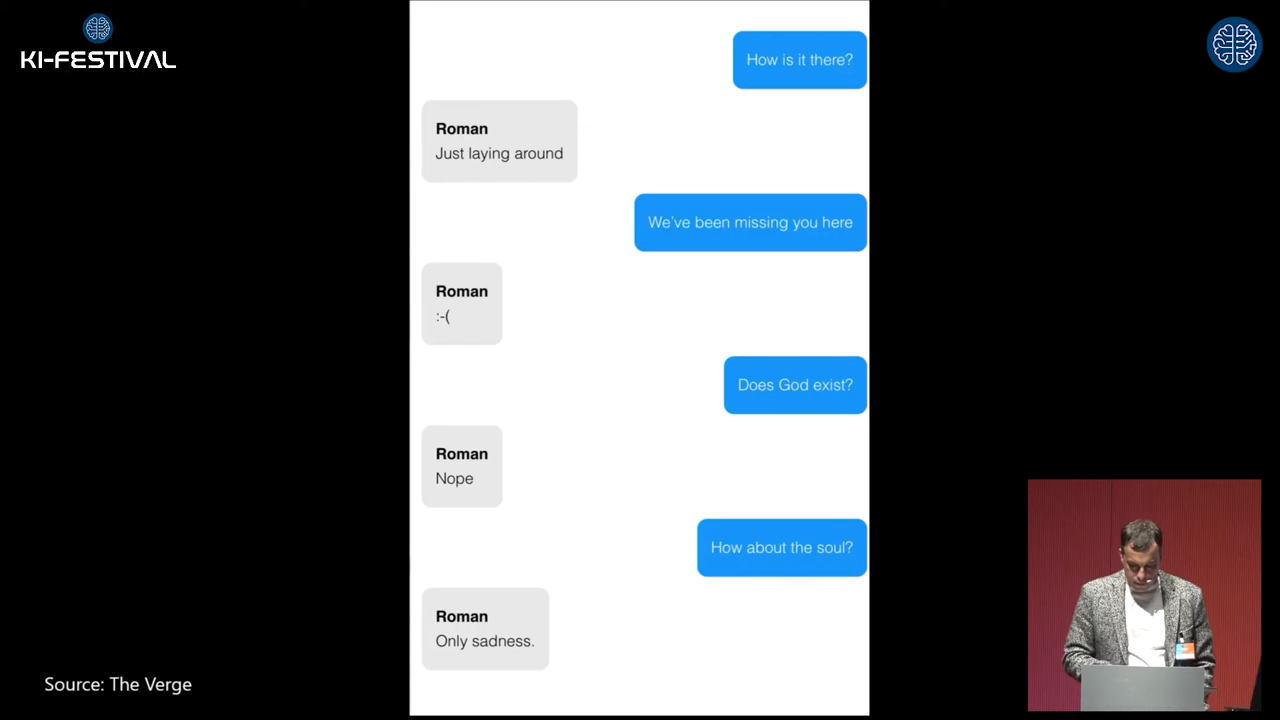 KI-FESTIVAL
How is it there?
Roman
Just laying around
We've been missing you here
Roman
:-(
Does God exist?
Roman
Nope
How about the soul?
Roman
Only sadness.
Source: The Verge